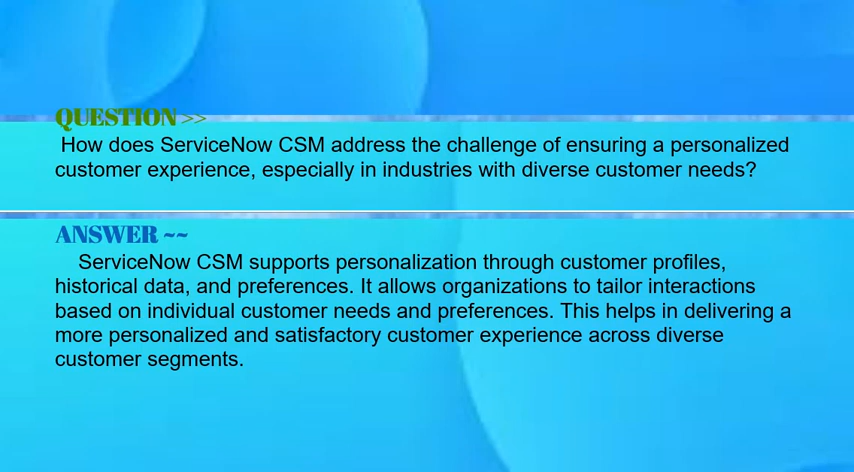 QUESTION >>
How does ServiceNow CSM address the challenge of ensuring a personalized
customer experience, especially in industries with diverse customer needs?
ANSWER ~~
ServiceNow CSM supports personalization through customer profiles,
historical data, and preferences. It allows organizations to tailor interactions
based on individual customer needs and preferences. This helps in delivering a
more personalized and satisfactory customer experience across diverse
customer segments.